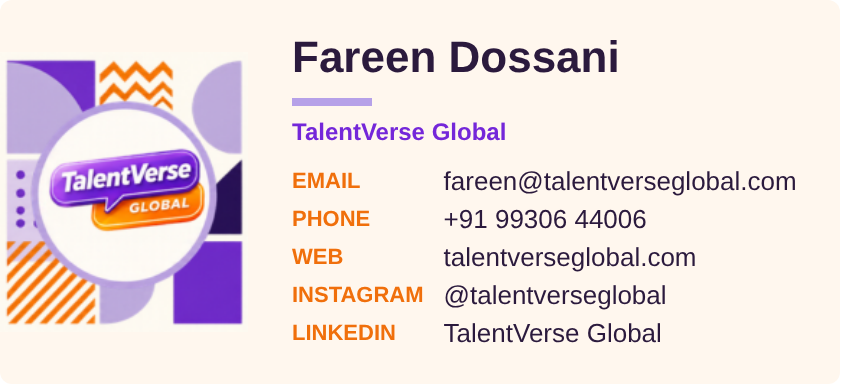 Fareen Dossani
TalentVerse Global
TalentVerse
GLOBAL
EMAIL fareen@talentverseglobal.com
PHONE +91 99306 44006
WEB talentverseglobal.com
INSTAGRAM @talentverseglobal
LINKEDIN TalentVerse Global